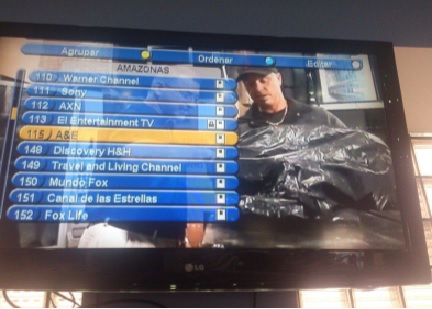 Agrupar Ordenar Editar
AMAZONAS
110 Warner Channel
111 Sony
112 AXN
113 E! Entertainment TV
115 A&E
148 Discovery H&H
149 Travel and Living Channel
150 Mundo Fox
151 Canal de las Estrellas
152 Fox Life
LG